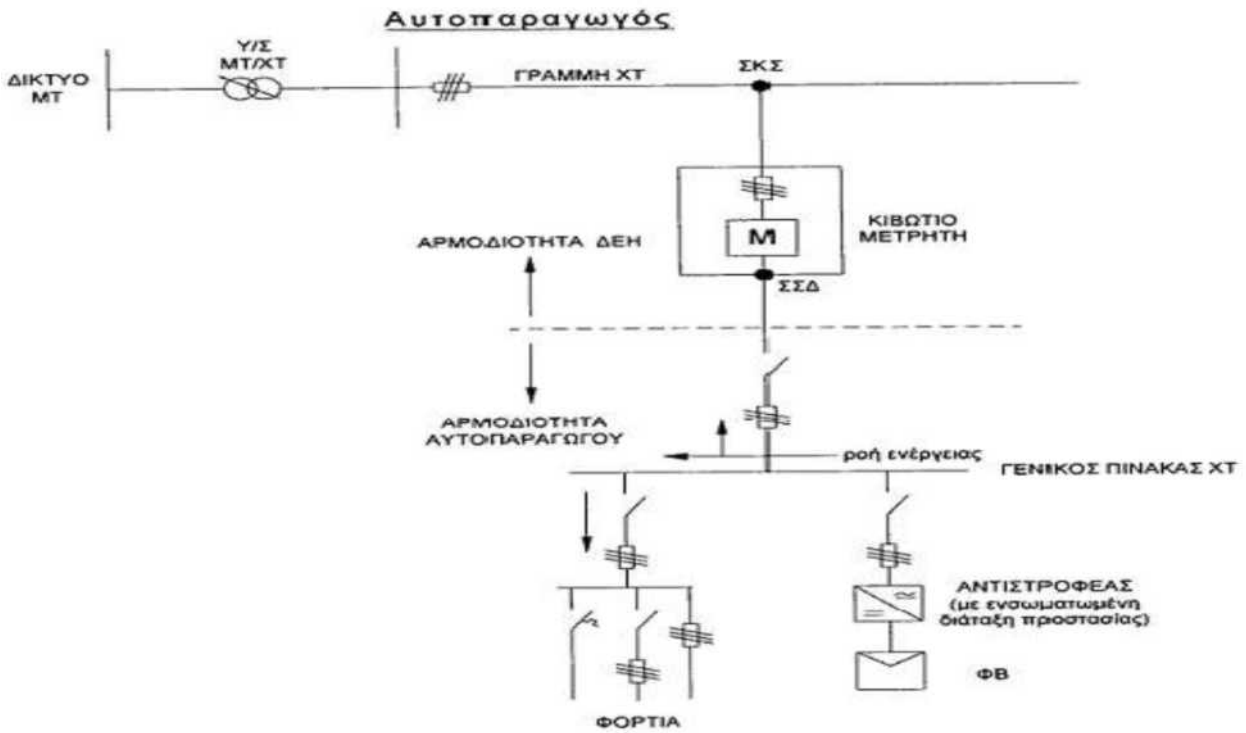 Αυτοπαραγωγός
Υ/Σ
ΜΤ/ΧΤ
ΔΙΚΤΥΟ
ΜΤ
ΓΡΑΜΜΗ ΧΤ
ΣΚΣ
ΚΙΒΩΤΙΟ
ΜΕΤΡΗΤΗ
Μ
ΣΣΔ
ΑΡΜΟΔΙΟΤΗΤΑ ΔΕΗ
ΑΡΜΟΔΙΟΤΗΤΑ
ΑΥΤΟΠΑΡΑΓΩΓΟΥ
ροή ενέργειας
ΓΕΝΙΚΟΣ ΠΙΝΑΚΑΣ ΧΤ
ΑΝΤΙΣΤΡΟΦΕΑΣ
(με ενσωματωμένη
διάταξη προστασίας)
ΦΒ
ΦΟΡΤΙΑ